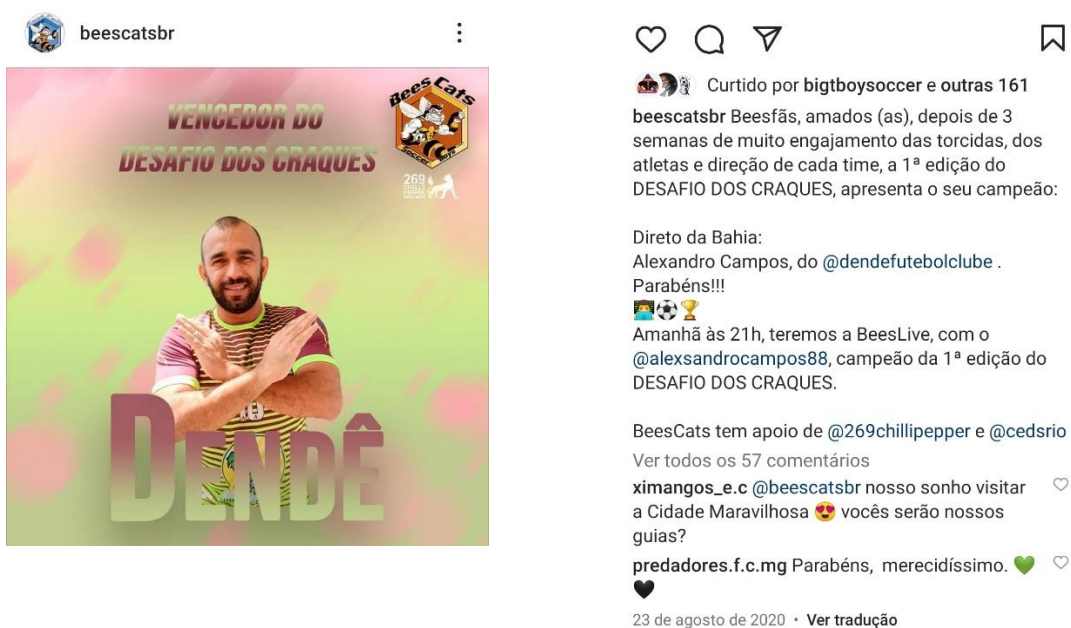 beescatsbr
VENCEDOR DO
DESAFIO DOS CRAQUES
Bees Cats
Soccer Boys
269
DENDÊ
Curtido por bigtboysoccer e outras 161
beescatsbr Beesfãs, amados (as), depois de 3
semanas de muito engajamento das torcidas, dos
atletas e direção de cada time, a 1ª edição do
DESAFIO DOS CRAQUES, apresenta o seu campeão:
Direto da Bahia:
Alexandro Campos, do @dendefutebolclube .
Parabéns!!!
👨‍💻⚽🏆
Amanhã às 21h, teremos a BeesLive, com o
@alexsandrocampos88, campeão da 1ª edição do
DESAFIO DOS CRAQUES.
BeesCats tem apoio de @269chillipepper e @cedsrio
Ver todos os 57 comentários
ximangos_e.c @beescatsbr nosso sonho visitar
a Cidade Maravilhosa 😍 vocês serão nossos
guias?
predadores.f.c.mg Parabéns, merecidíssimo. 💚
🖤
23 de agosto de 2020 • Ver tradução